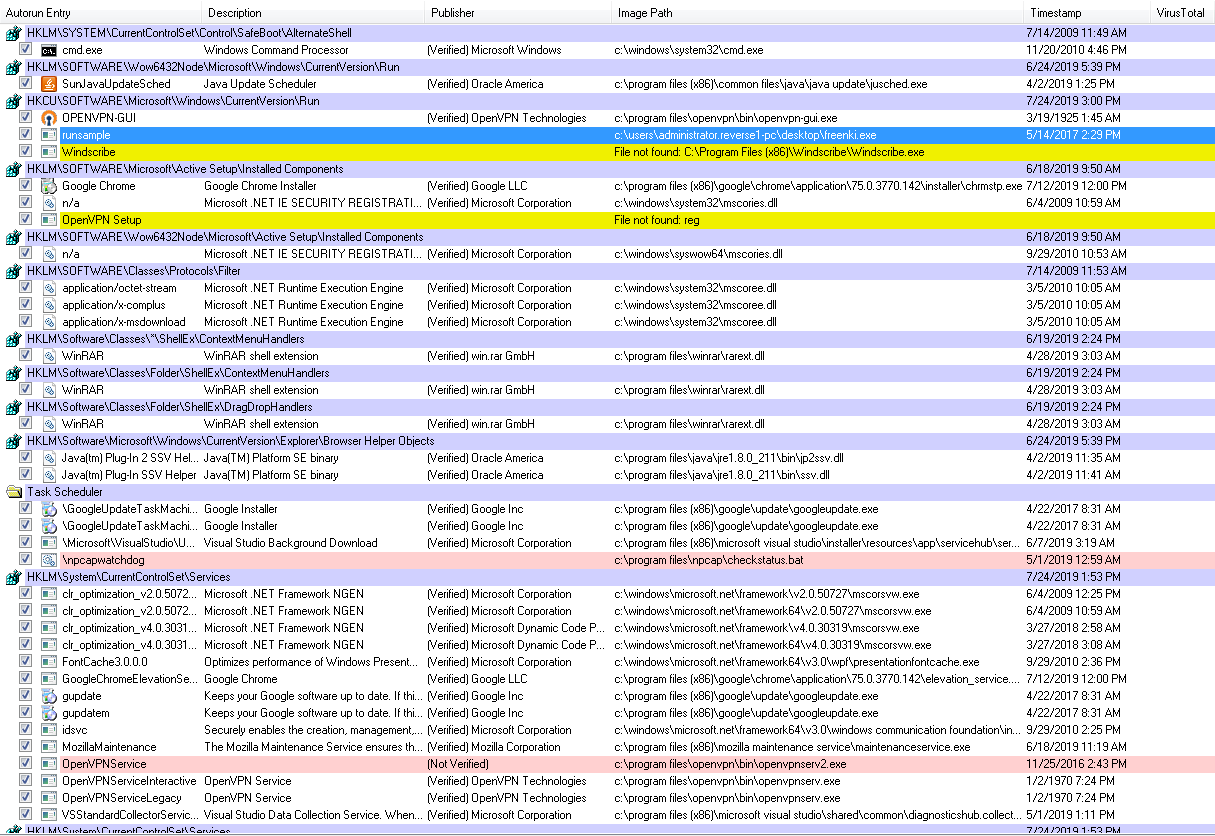 Autorun Entry Description Publisher Image Path Timestamp VirusTotal
HKLM\SYSTEM\CurrentControlSet\Control\SafeBoot\AlternateShell 7/14/2009 11:49 AM
cmd.exe Windows Command Processor (Verified) Microsoft Windows c:\windows\system32\cmd.exe 11/20/2010 4:46 PM
HKLM\SOFTWARE\Wow6432Node\Microsoft\Windows\CurrentVersion\Run 6/24/2019 5:39 PM
SunJavaUpdateSched Java Update Scheduler (Verified) Oracle America c:\program files (x86)\common files\java\java update\jusched.exe 4/2/2019 1:25 PM
HKCU\SOFTWARE\Microsoft\Windows\CurrentVersion\Run 7/24/2019 3:00 PM
OPENVPN-GUI (Verified) OpenVPN Technologies c:\program files\openvpn\bin\openvpn-gui.exe 3/19/1925 1:45 AM
runsample c:\users\administrator.reverse1-pc\desktop\freenki.exe 5/14/2017 2:29 PM
Windscribe File not found: C:\Program Files (x86)\Windscribe\Windscribe.exe
HKLM\SOFTWARE\Microsoft\Active Setup\Installed Components 6/18/2019 9:50 AM
Google Chrome Google Chrome Installer (Verified) Google LLC c:\program files (x86)\google\chrome\application\75.0.3770.142\installer\chrmstp.exe 7/12/2019 12:00 PM
n/a Microsoft .NET IE SECURITY REGISTRATI... (Verified) Microsoft Corporation c:\windows\system32\mscories.dll 6/4/2009 10:59 AM
OpenVPN Setup File not found: reg
HKLM\SOFTWARE\Wow6432Node\Microsoft\Active Setup\Installed Components 6/18/2019 9:50 AM
n/a Microsoft .NET IE SECURITY REGISTRATI... (Verified) Microsoft Corporation c:\windows\syswow64\mscories.dll 9/29/2010 10:53 AM
HKLM\SOFTWARE\Classes\Protocols\Filter 7/14/2009 11:53 AM
application/octet-stream Microsoft .NET Runtime Execution Engine (Verified) Microsoft Corporation c:\windows\system32\mscoree.dll 3/5/2010 10:05 AM
application/x-complus Microsoft .NET Runtime Execution Engine (Verified) Microsoft Corporation c:\windows\system32\mscoree.dll 3/5/2010 10:05 AM
application/x-msdownload Microsoft .NET Runtime Execution Engine (Verified) Microsoft Corporation c:\windows\system32\mscoree.dll 3/5/2010 10:05 AM
HKLM\Software\Classes\*\ShellEx\ContextMenuHandlers 6/19/2019 2:24 PM
WinRAR WinRAR shell extension (Verified) win.rar GmbH c:\program files\winrar\rarext.dll 4/28/2019 3:03 AM
HKLM\Software\Classes\Folder\ShellEx\ContextMenuHandlers 6/19/2019 2:24 PM
WinRAR WinRAR shell extension (Verified) win.rar GmbH c:\program files\winrar\rarext.dll 4/28/2019 3:03 AM
HKLM\Software\Classes\Folder\ShellEx\DragDropHandlers 6/19/2019 2:24 PM
WinRAR WinRAR shell extension (Verified) win.rar GmbH c:\program files\winrar\rarext.dll 4/28/2019 3:03 AM
HKLM\Software\Microsoft\Windows\CurrentVersion\Explorer\Browser Helper Objects 6/24/2019 5:39 PM
Java(tm) Plug-In 2 SSV Hel... Java(TM) Platform SE binary (Verified) Oracle America c:\program files\java\jre1.8.0_211\bin\jp2ssv.dll 4/2/2019 11:35 AM
Java(tm) Plug-In SSV Helper Java(TM) Platform SE binary (Verified) Oracle America c:\program files\java\jre1.8.0_211\bin\ssv.dll 4/2/2019 11:41 AM
Task Scheduler
\GoogleUpdateTaskMachi... Google Installer (Verified) Google Inc c:\program files (x86)\google\update\googleupdate.exe 4/22/2017 8:31 AM
\GoogleUpdateTaskMachi... Google Installer (Verified) Google Inc c:\program files (x86)\google\update\googleupdate.exe 4/22/2017 8:31 AM
\Microsoft\VisualStudio\U... Visual Studio Background Download (Verified) Microsoft Corporation c:\program files (x86)\microsoft visual studio\installer\resources\app\servicehub\ser... 6/7/2019 3:19 AM
\npcapwatchdog c:\program files\npcap\checkstatus.bat 5/1/2019 12:59 AM
HKLM\System\CurrentControlSet\Services 7/24/2019 1:53 PM
clr_optimization_v2.0.5072... Microsoft .NET Framework NGEN (Verified) Microsoft Corporation c:\windows\microsoft.net\framework\v2.0.50727\mscorsvw.exe 6/4/2009 12:25 PM
clr_optimization_v2.0.5072... Microsoft .NET Framework NGEN (Verified) Microsoft Corporation c:\windows\microsoft.net\framework64\v2.0.50727\mscorsvw.exe 6/4/2009 10:59 AM
clr_optimization_v4.0.3031... Microsoft .NET Framework NGEN (Verified) Microsoft Dynamic Code P... c:\windows\microsoft.net\framework\v4.0.30319\mscorsvw.exe 3/27/2018 2:58 AM
clr_optimization_v4.0.3031... Microsoft .NET Framework NGEN (Verified) Microsoft Dynamic Code P... c:\windows\microsoft.net\framework64\v4.0.30319\mscorsvw.exe 3/27/2018 3:08 AM
FontCache3.0.0.0 Optimizes performance of Windows Present... (Verified) Microsoft Corporation c:\windows\microsoft.net\framework64\v3.0\wpf\presentationfontcache.exe 9/29/2010 2:36 PM
GoogleChromeElevationSe... Google Chrome (Verified) Google LLC c:\program files (x86)\google\chrome\application\75.0.3770.142\elevation_service.... 7/12/2019 12:00 PM
gupdate Keeps your Google software up to date. If thi... (Verified) Google Inc c:\program files (x86)\google\update\googleupdate.exe 4/22/2017 8:31 AM
gupdatem Keeps your Google software up to date. If thi... (Verified) Google Inc c:\program files (x86)\google\update\googleupdate.exe 4/22/2017 8:31 AM
idsvc Securely enables the creation, management,... (Verified) Microsoft Corporation c:\windows\microsoft.net\framework64\v3.0\windows communication foundation\in... 9/29/2010 2:25 PM
MozillaMaintenance The Mozilla Maintenance Service ensures th... (Verified) Mozilla Corporation c:\program files (x86)\mozilla maintenance service\maintenanceservice.exe 6/18/2019 11:19 AM
OpenVPNService (Not Verified) c:\program files\openvpn\bin\openvpnserv2.exe 11/25/2016 2:43 PM
OpenVPNServiceInteractive OpenVPN Service (Verified) OpenVPN Technologies c:\program files\openvpn\bin\openvpnserv.exe 1/2/1970 7:24 PM
OpenVPNServiceLegacy OpenVPN Service (Verified) OpenVPN Technologies c:\program files\openvpn\bin\openvpnserv.exe 1/2/1970 7:24 PM
VSStandardCollectorServic... Visual Studio Data Collection Service. When... (Verified) Microsoft Corporation c:\program files (x86)\microsoft visual studio\shared\common\diagnosticshub.collect... 5/1/2019 1:11 PM
HKLM\System\CurrentControlSet\Services 7/24/2019 1:53 PM